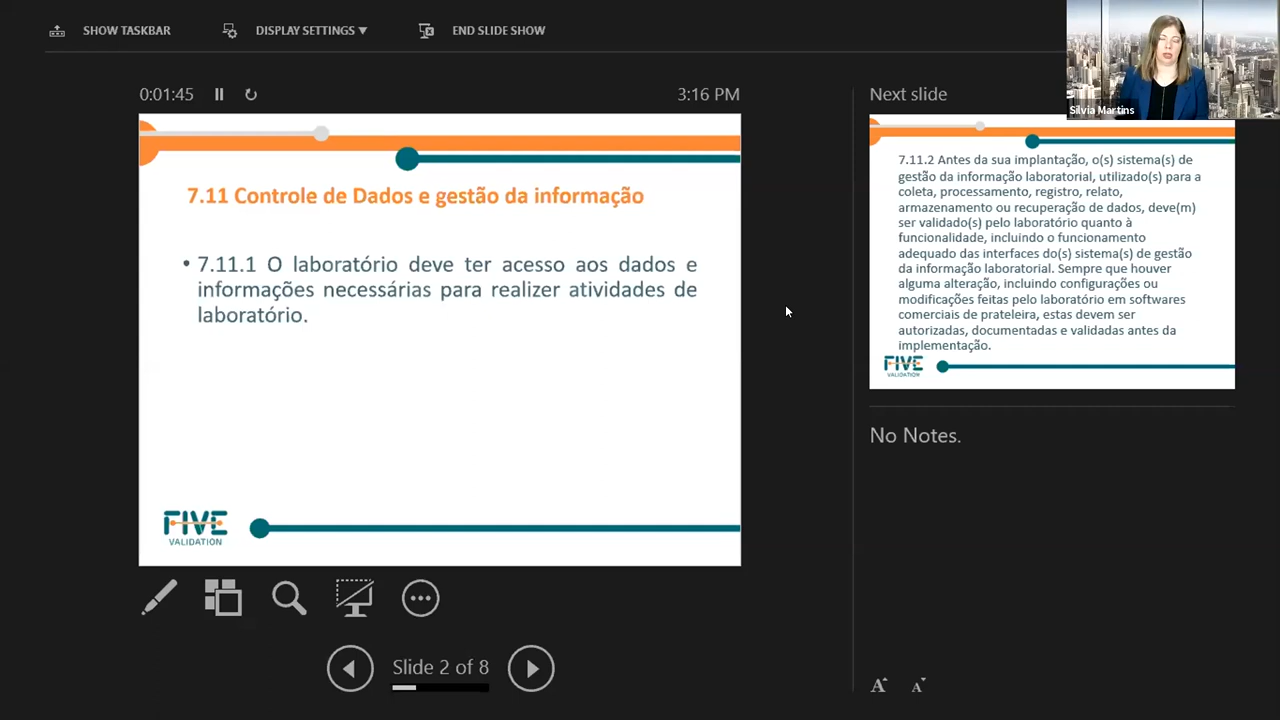 SHOW TASKBAR
DISPLAY SETTINGS
END SLIDE SHOW
Silvia Martins
0:01:45
3:16 PM
7.11 Controle de Dados e gestão da informação
• 7.11.1 O laboratório deve ter acesso aos dados e
informações necessárias para realizer atividades de
laboratório.
FIVE
VALIDATION
Slide 2 of 8
Next slide
7.11.2 Antes da sua implantação, o(s) sistema(s) de
gestão da informação laboratorial, utilizado(s) para a
coleta, processamento, registro, relato,
armazenamento ou recuperação de dados, deve(m)
ser validado(s) pelo laboratório quanto à
funcionalidade, incluindo o funcionamento
adequado das interfaces do(s) sistema(s) de gestão
da informação laboratorial. Sempre que houver
alguma alteração, incluindo configurações ou
modificações feitas pelo laboratório em softwares
comerciais de prateleira, estas devem ser
autorizadas, documentadas e validadas antes da
implementação.
FIVE
VALIDATION
No Notes.
A A